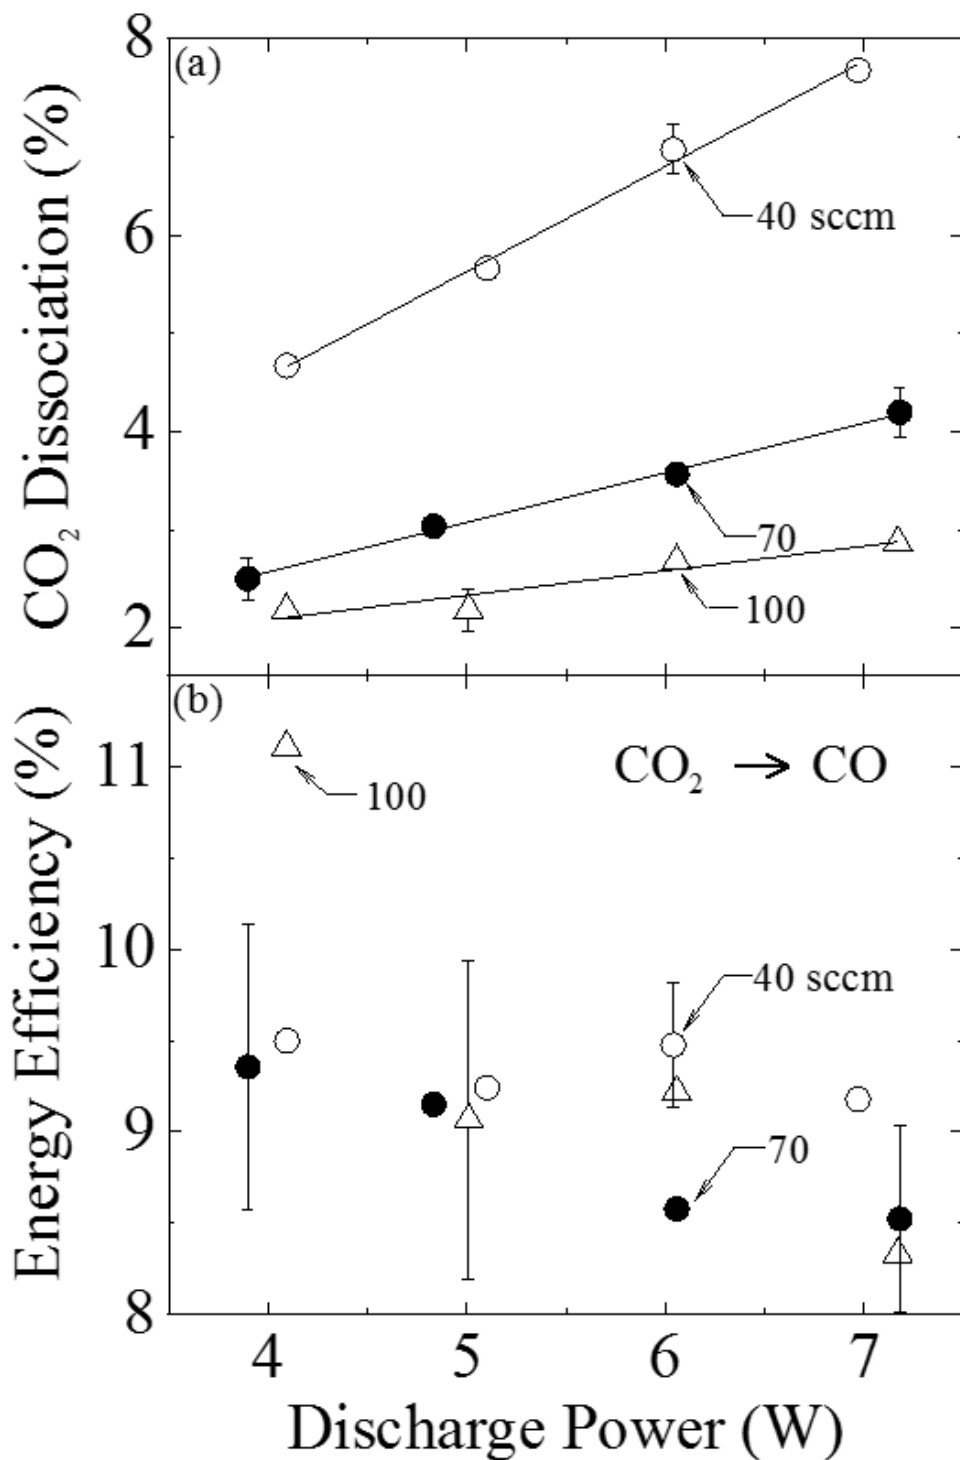 (a)
8
6
4
2
CO₂ Dissociation (%)
40 sccm
70
100
(b)
11
10
9
8
Energy Efficiency (%)
CO₂ → CO
100
40 sccm
70
4 5 6 7
Discharge Power (W)